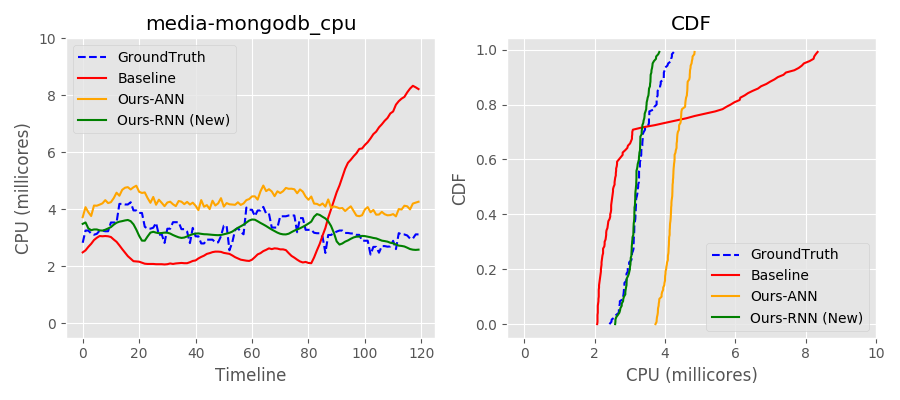 media-mongodb_cpu
CPU (millicores)
10
8
6
4
2
0
GroundTruth
Baseline
Ours-ANN
Ours-RNN (New)
0 20 40 60 80 100 120
Timeline
CDF
CDF
1.0
0.8
0.6
0.4
0.2
0.0
GroundTruth
Baseline
Ours-ANN
Ours-RNN (New)
0 2 4 6 8 10
CPU (millicores)